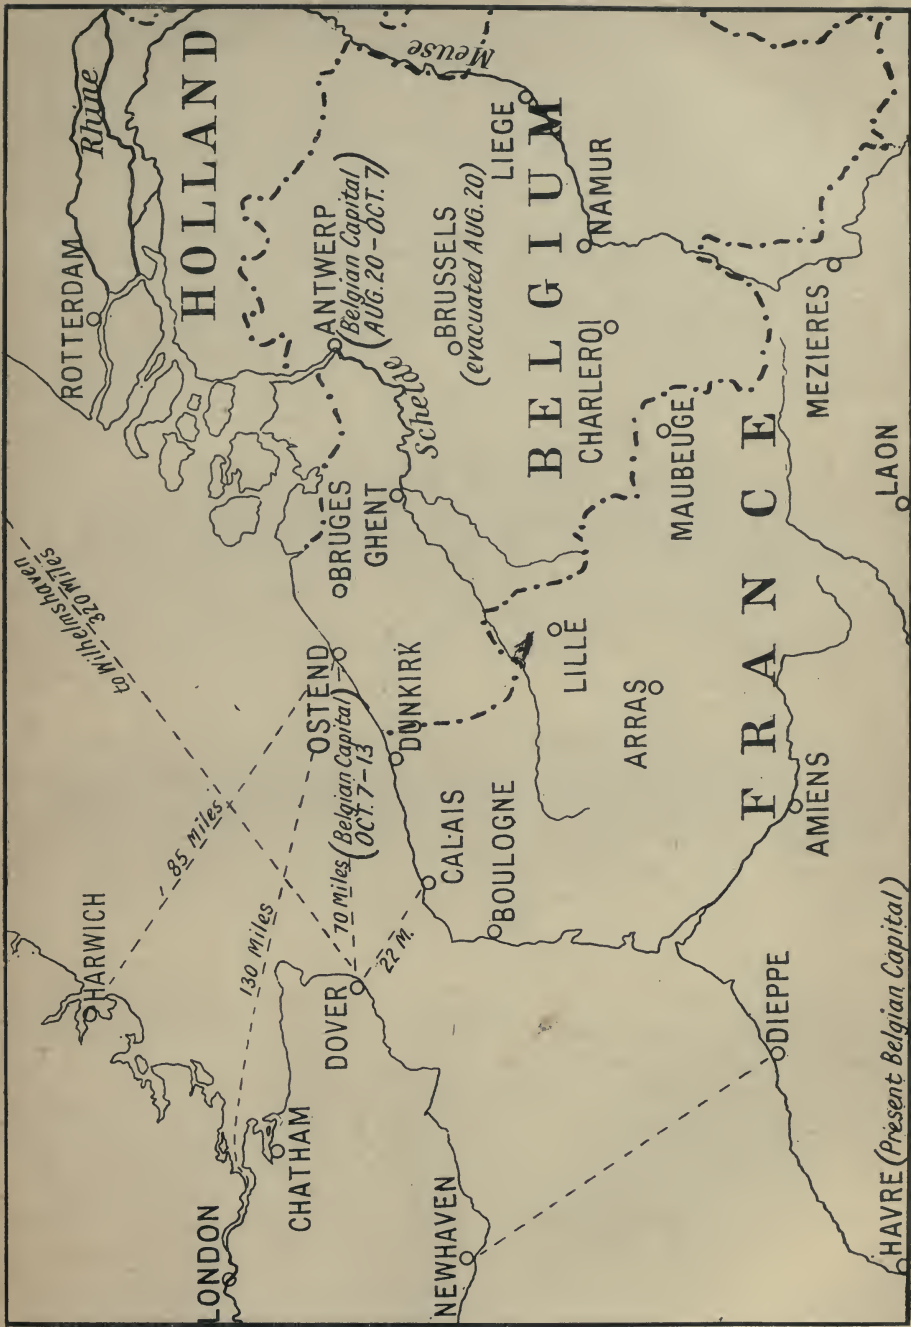 Rhine
Meuse
HOLLAND
ROTTERDAM
to Wilhelmshaven
320 Miles
ANTWERP
(Belgian Capital
AUG. 20 – OCT. 7)
LIEGE
BRUSSELS
(evacuated AUG. 20)
BELGIUM
NAMUR
Schelde
BRUGES
GHENT
CHARLEROI
MAUBEUGE
MEZIERES
LAON
HARWICH
85 Miles
130 Miles
OSTEND
(Belgian Capital)
OCT. 7–13
70 Miles
22 M.
DUNKIRK
LILLE
ARRAS
FRANCE
LONDON
CHATHAM
DOVER
CALAIS
BOULOGNE
AMIENS
NEWHAVEN
DIEPPE
HAVRE (Present Belgian Capital)